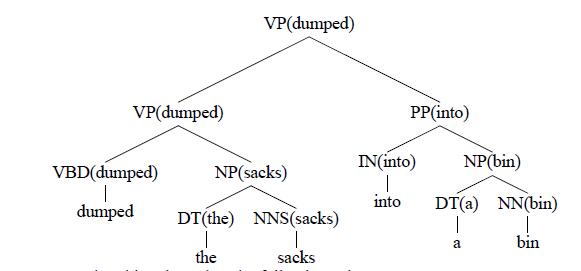 VP(dumped)
VP(dumped) PP(into)
VBD(dumped) NP(sacks) IN(into) NP(bin)
dumped DT(the) NNS(sacks) into DT(a) NN(bin)
the sacks a bin